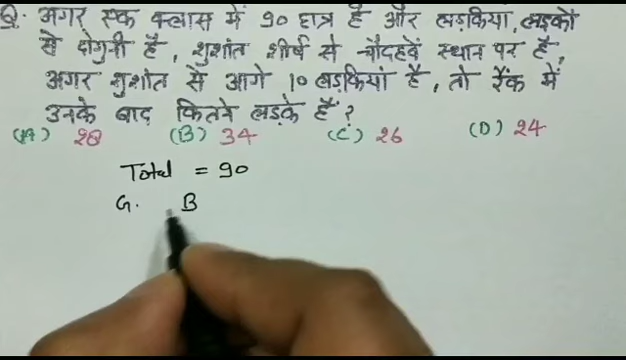 Q. अगर एक क्लास में 90 छात्र है और लड़कियां, लड़कों
से दोगुनी है, सुशांत शीर्ष से चौदहवें स्थान पर है,
अगर सुशांत से आगे 10 लड़कियां है, तो रैंक में
उनके बाद कितने लड़के हैं?
(A) 28 (B) 34 (C) 26 (D) 24
Total = 90
G. B